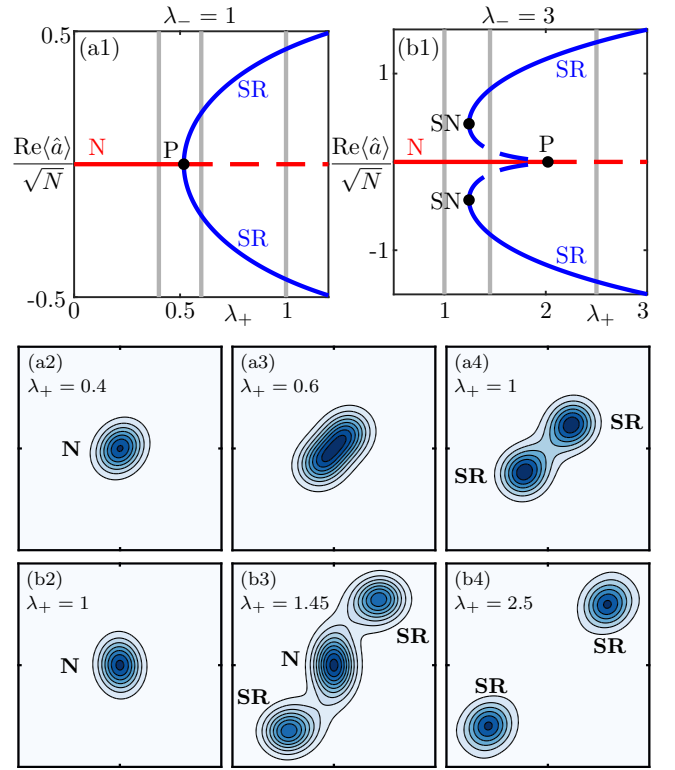 λ₋ = 1
λ₋ = 3
0.5
(a1)
SR
Re⟨â⟩
√N
N
P
SR
-0.5
0
0.5
λ₊
1
(b1)
1
SR
SN
Re⟨â⟩
√N
N
P
SN
-1
SR
1
2
λ₊
3
(a2)
λ₊ = 0.4
N
(a3)
λ₊ = 0.6
(a4)
λ₊ = 1
SR
SR
(b2)
λ₊ = 1
N
(b3)
λ₊ = 1.45
N
SR
SR
(b4)
λ₊ = 2.5
SR
SR